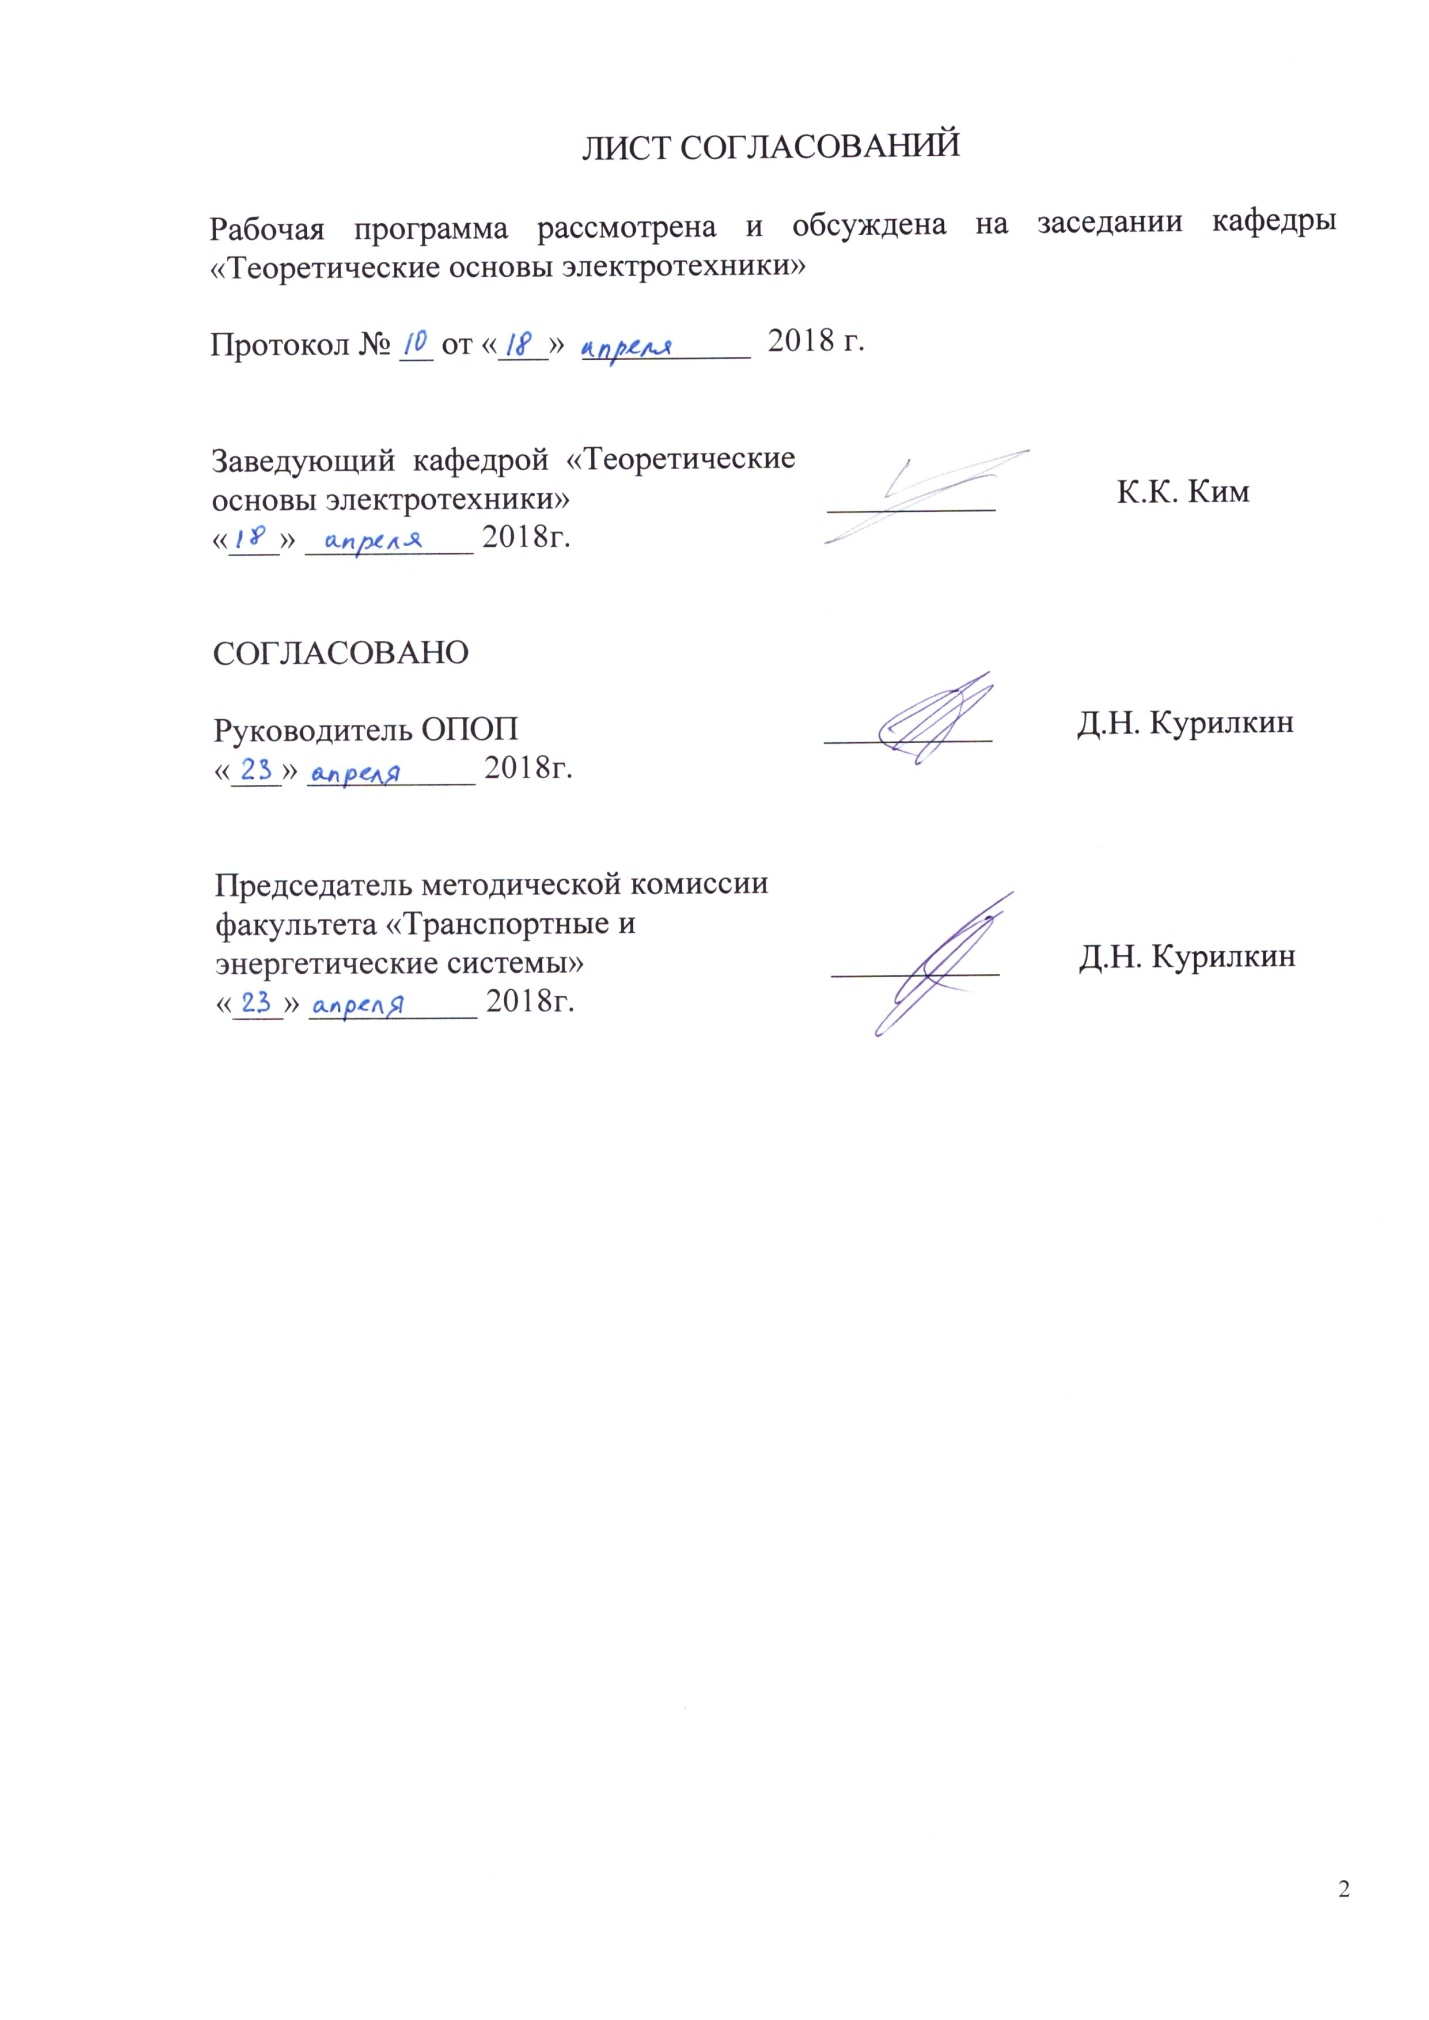 ЛИСТ СОГЛАСОВАНИЙ
Рабочая программа рассмотрена и обсуждена на заседании кафедры
«Теоретические основы электротехники»
Протокол № 10 от «18» апреля 2018 г.
Заведующий кафедрой «Теоретические
основы электротехники» К.К. Ким
«18» апреля 2018г.
СОГЛАСОВАНО
Руководитель ОПОП Д.Н. Курилкин
«23» апреля 2018г.
Председатель методической комиссии
факультета «Транспортные и
энергетические системы» Д.Н. Курилкин
«23» апреля 2018г.
2